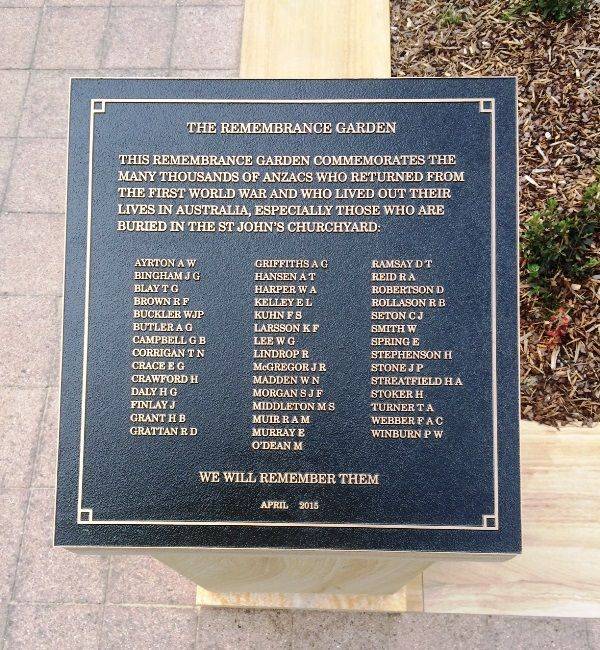 THE REMEMBRANCE GARDEN
THIS REMEMBRANCE GARDEN COMMEMORATES THE
MANY THOUSANDS OF ANZACS WHO RETURNED FROM
THE FIRST WORLD WAR AND WHO LIVED OUT THEIR
LIVES IN AUSTRALIA, ESPECIALLY THOSE WHO ARE
BURIED IN THE ST JOHN'S CHURCHYARD:
AYRTON A W
BINGHAM J G
BLAY T G
BROWN R F
BUCKLER WJP
BUTLER A G
CAMPBELL G B
CORRIGAN T N
CRACE E G
CRAWFORD H
DALY H G
FINLAY J
GRANT H B
GRATTAN R D
GRIFFITHS A G
HANSEN A T
HARPER W A
KELLEY E L
KUHN F S
LARSSON K F
LEE W G
LINDROP R
McGREGOR J R
MADDEN W N
MORGAN S J F
MIDDLETON M S
MUIR R A M
MURRAY E
O'DEAN M
RAMSAY D T
REID R A
ROBERTSON D
ROLLASON R B
SETON C J
SMITH W
SPRING E
STEPHENSON H
STONE J P
STREATFIELD H A
STOKER H
TURNER T A
WEBBER F A C
WINBURN P W
WE WILL REMEMBER THEM
APRIL 2015